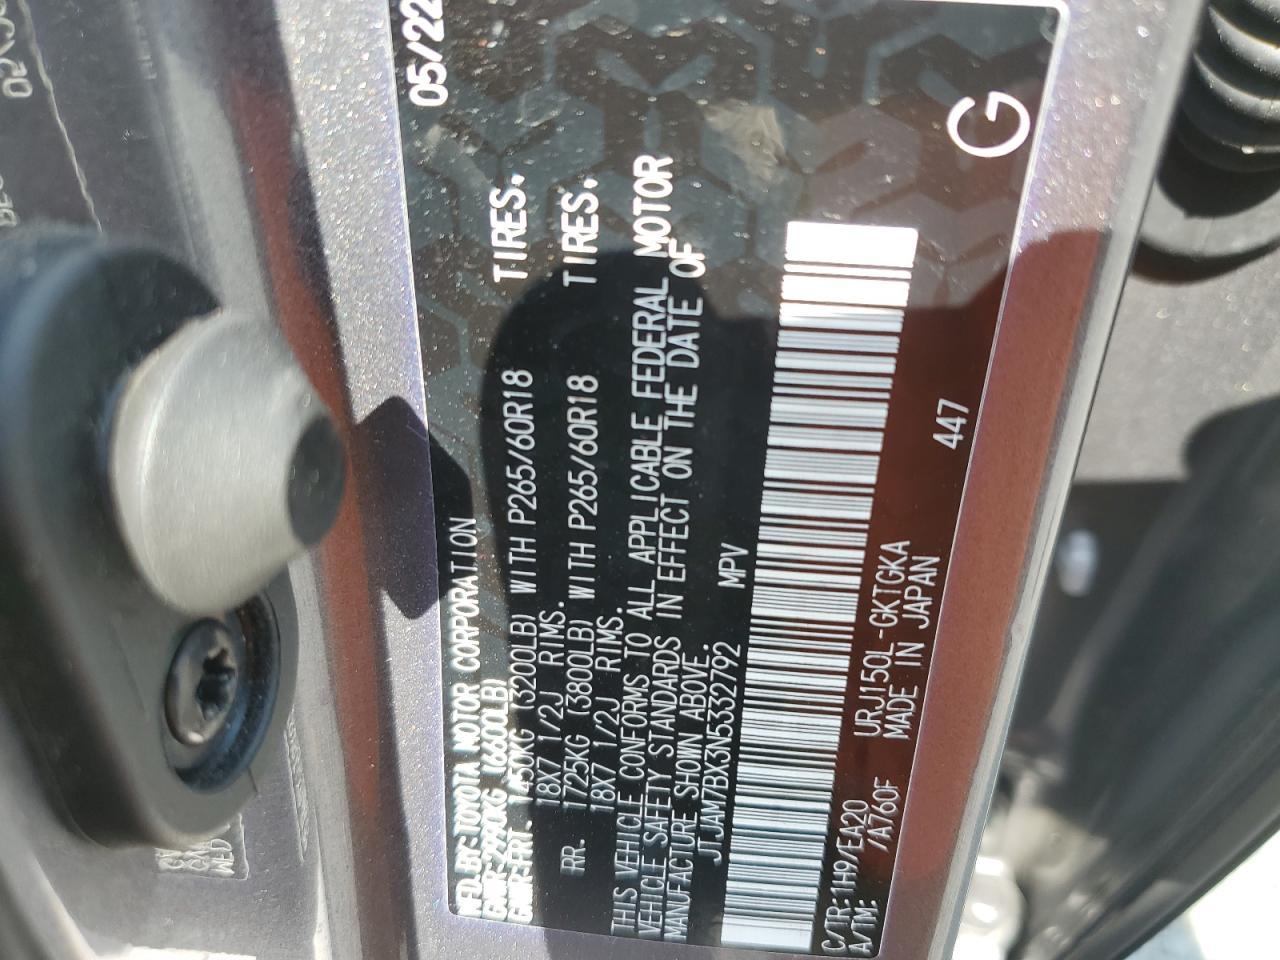 MFD.BY:TOYOTA MOTOR CORPORATION 05/22
GVWR:2990KG (6600LB)
GAWR:FRT. 1450KG (3200LB) WITH P265/60R18 TIRES.
18X7 1/2J RIMS.
RR. 1725KG (3800LB) WITH P265/60R18 TIRES.
18X7 1/2J RIMS.
THIS VEHICLE CONFORMS TO ALL APPLICABLE FEDERAL MOTOR
VEHICLE SAFETY STANDARDS IN EFFECT ON THE DATE OF
MANUFACTURE SHOWN ABOVE.
JTJAM7BX3N5332792 MPV
C/TR:1H9/EA20 URJ150L-GKTGKA 447
A/TM: /A760F MADE IN JAPAN
G
WED